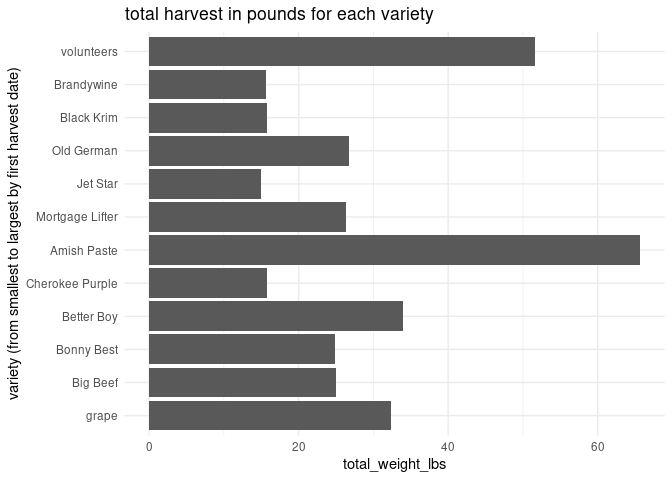 total harvest in pounds for each variety
variety (from smallest to largest by first harvest date)
volunteers
Brandywine
Black Krim
Old German
Jet Star
Mortgage Lifter
Amish Paste
Cherokee Purple
Better Boy
Bonny Best
Big Beef
grape
0 20 40 60
total_weight_lbs